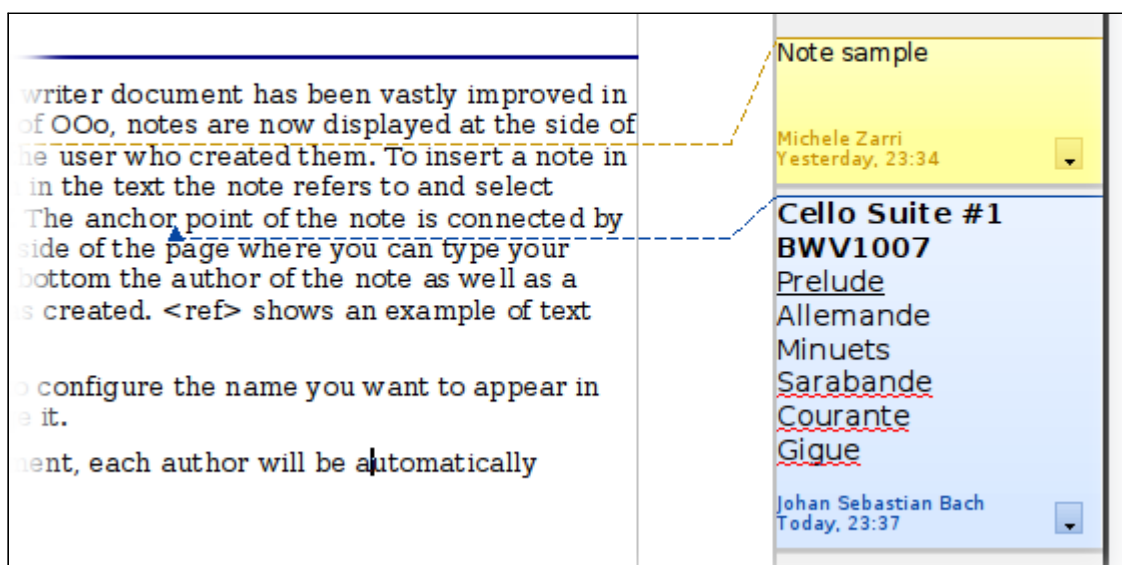 writer document has been vastly improved in
of OOo, notes are now displayed at the side of
he user who created them. To insert a note in
in the text the note refers to and select
The anchor point of the note is connected by
side of the page where you can type your
bottom the author of the note as well as a
s created. <ref> shows an example of text
o configure the name you want to appear in
e it.
ment, each author will be automatically
Note sample
Michele Zarri
Yesterday, 23:34
Cello Suite #1
BWV1007
Prelude
Allemande
Minuets
Sarabande
Courante
Gigue
Johan Sebastian Bach
Today, 23:37